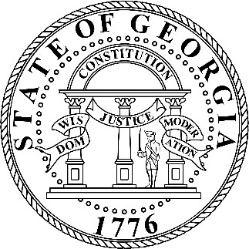 STATE OF GEORGIA
CONSTITUTION
WIS
DOM
JUSTICE
MODER
ATION
1776